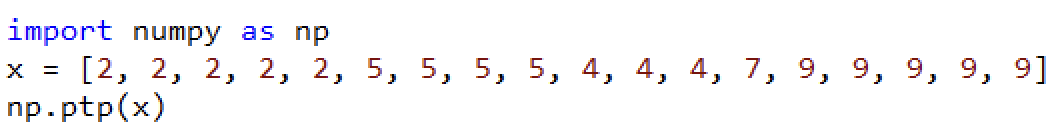 import numpy as np
x = [2, 2, 2, 2, 2, 5, 5, 5, 5, 4, 4, 4, 7, 9, 9, 9, 9, 9]
np.ptp(x)